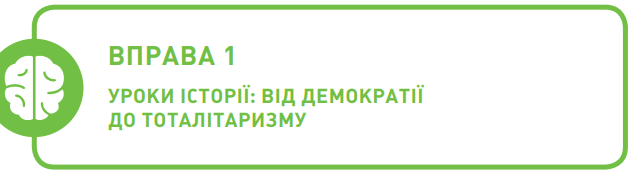 ВПРАВА 1
УРОКИ ІСТОРІЇ: ВІД ДЕМОКРАТІЇ
ДО ТОТАЛІТАРИЗМУ